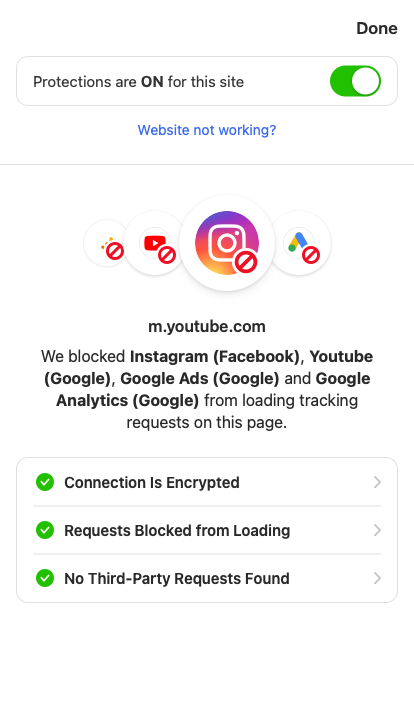 Done
Protections are ON for this site
Website not working?
m.youtube.com
We blocked Instagram (Facebook), Youtube
(Google), Google Ads (Google) and Google
Analytics (Google) from loading tracking
requests on this page.
Connection Is Encrypted
Requests Blocked from Loading
No Third-Party Requests Found